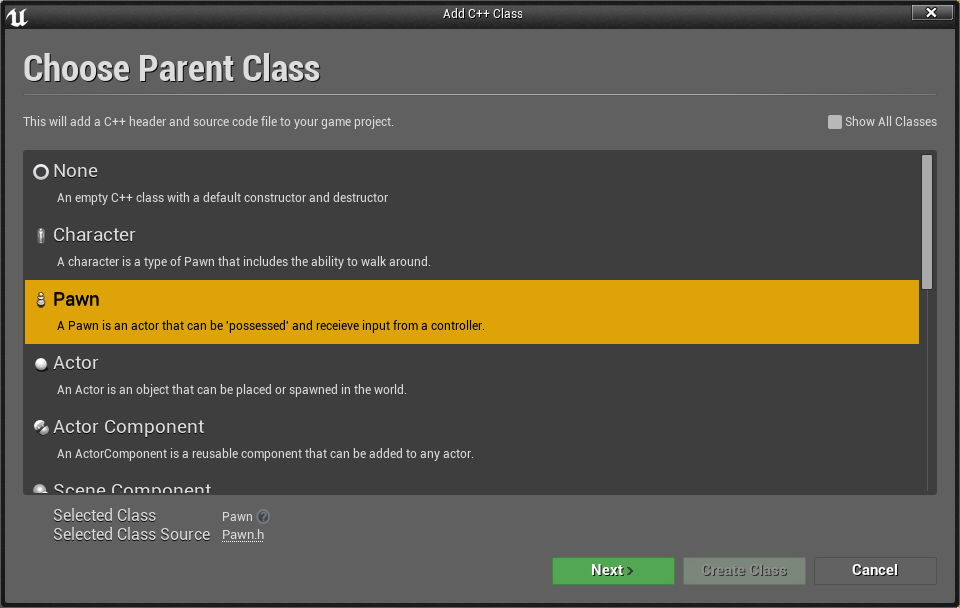 Add C++ Class
Choose Parent Class
This will add a C++ header and source code file to your game project.
Show All Classes
None
An empty C++ class with a default constructor and destructor
Character
A character is a type of Pawn that includes the ability to walk around.
Pawn
A Pawn is an actor that can be 'possessed' and receieve input from a controller.
Actor
An Actor is an object that can be placed or spawned in the world.
Actor Component
An ActorComponent is a reusable component that can be added to any actor.
Scene Component
Selected Class Pawn ?
Selected Class Source Pawn.h
Next >
Create Class
Cancel